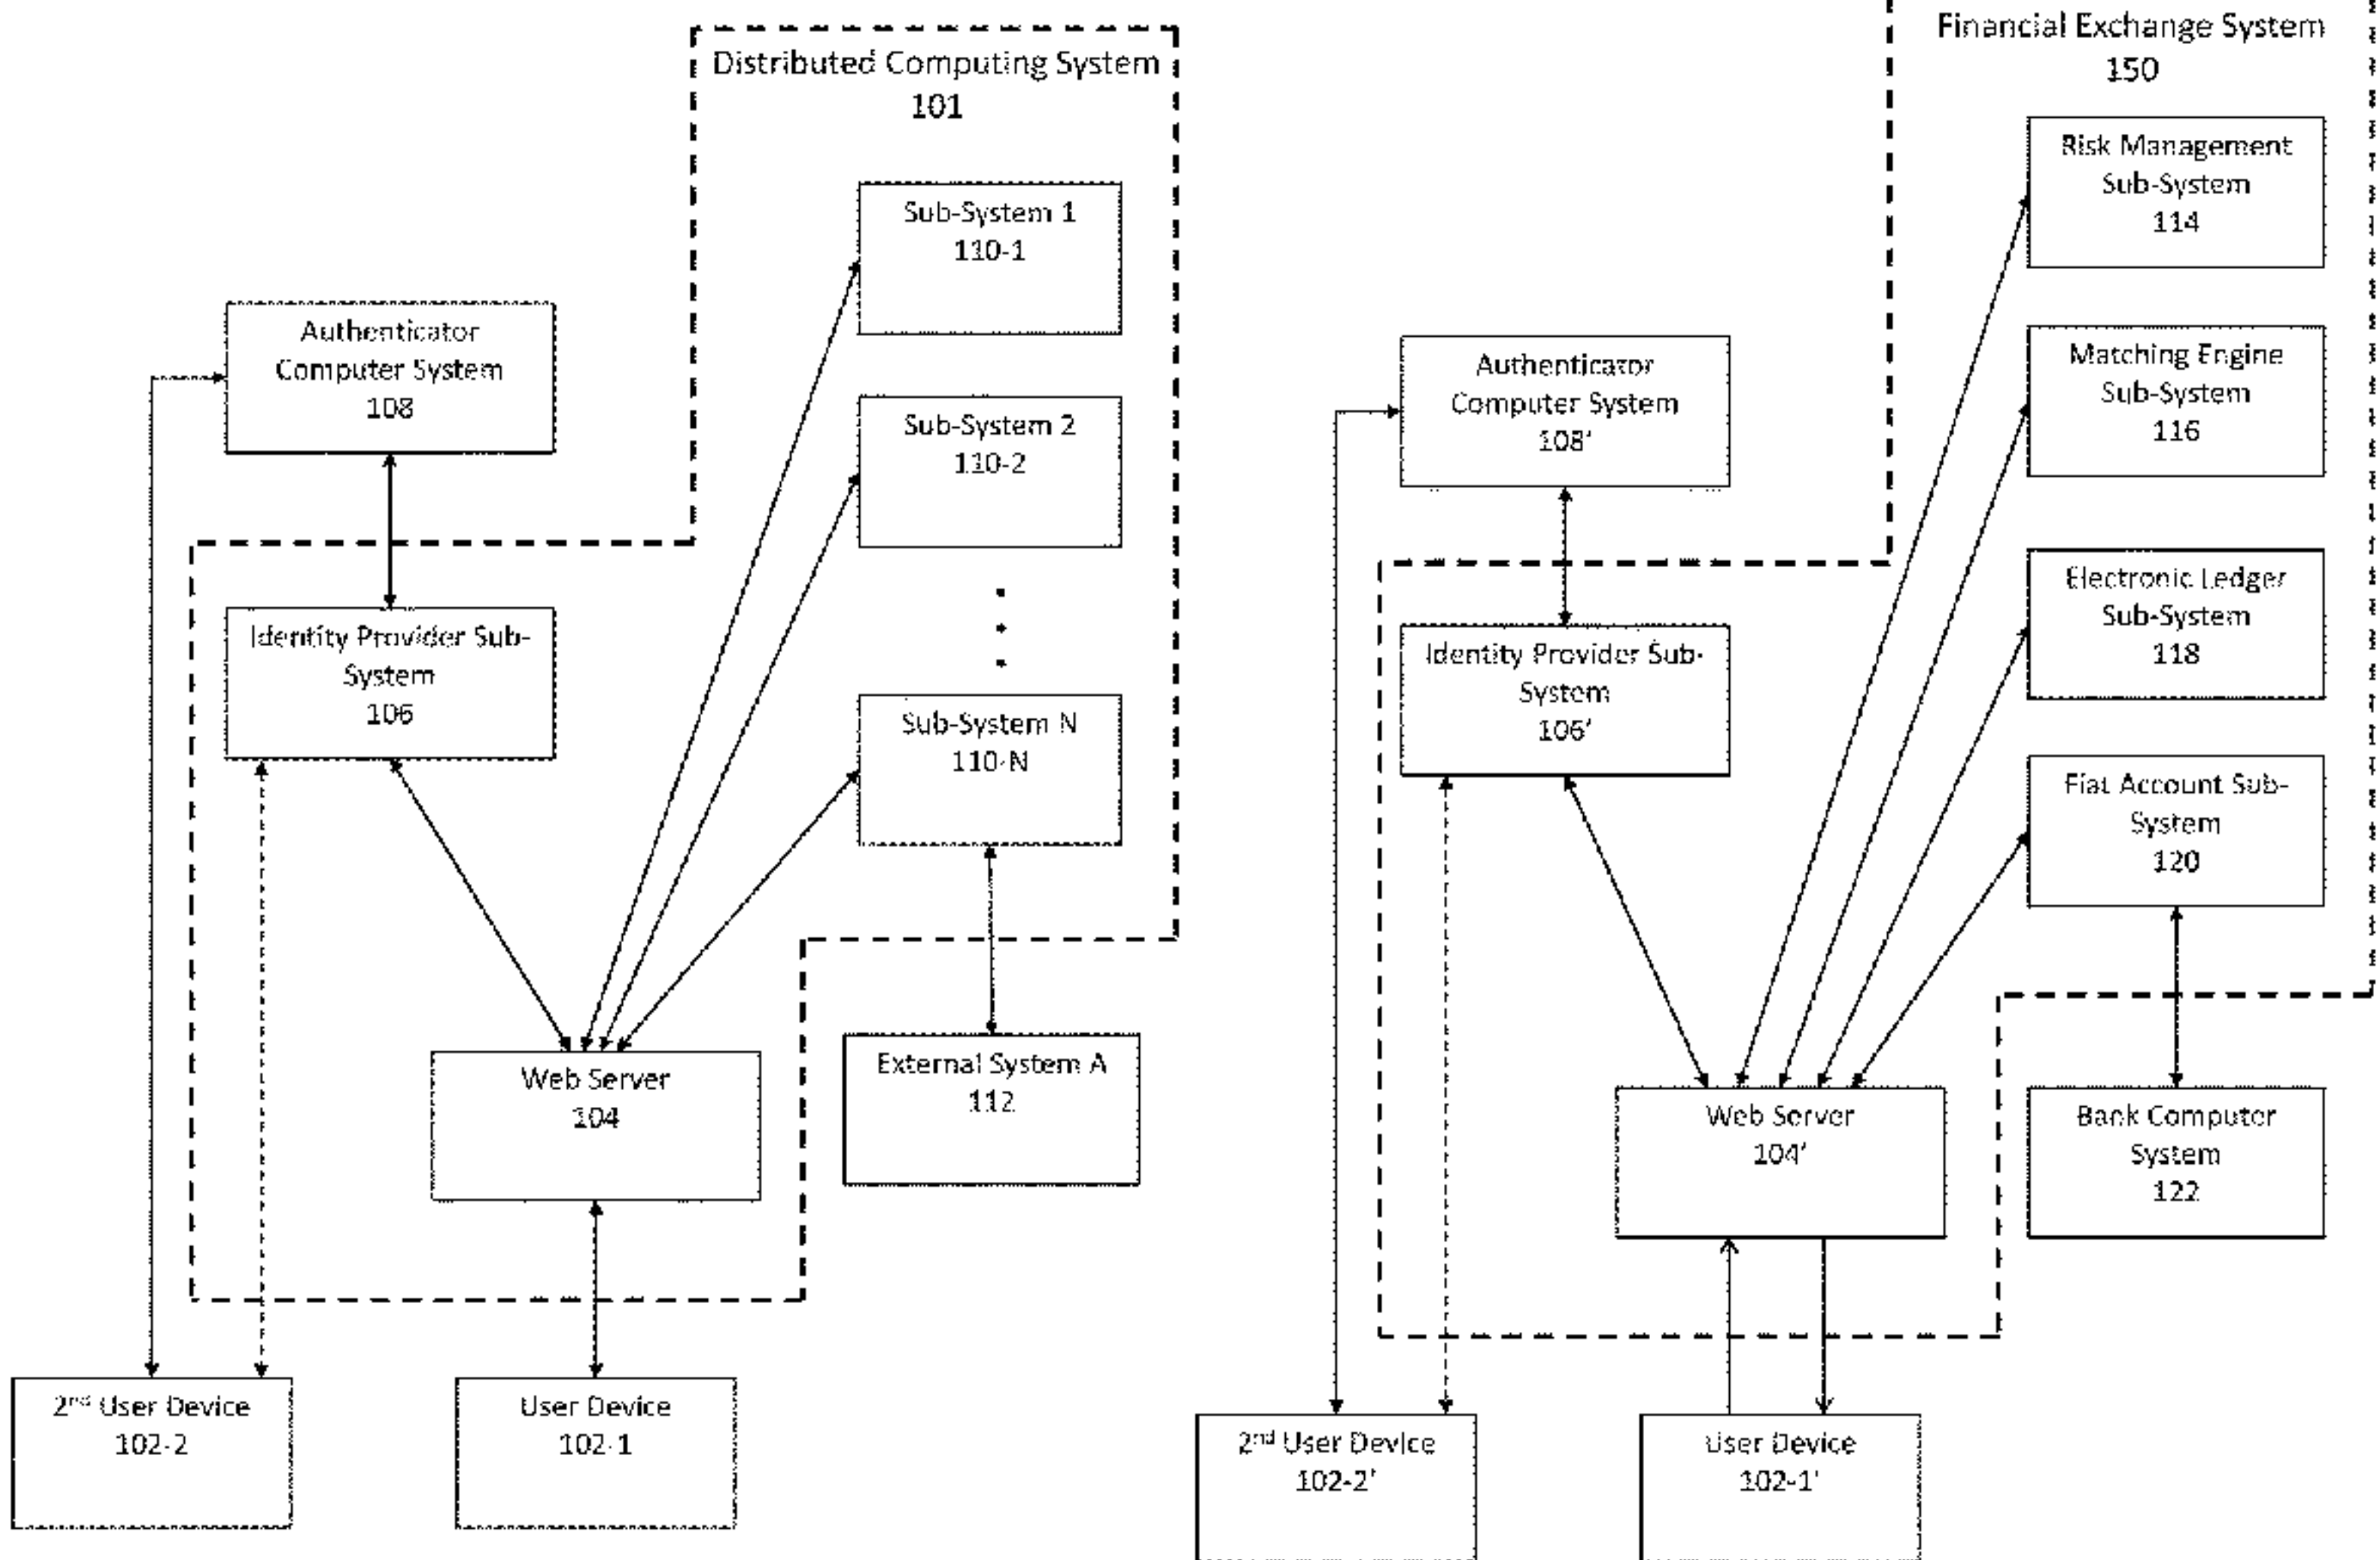 Distributed Computing System
101
Sub-System 1
110-1
Authenticator
Computer System
108
Sub-System 2
110-2
Identity Provider Sub-
System
106
Sub-System N
110-N
Web Server
104
External System A
112
2nd User Device
102-2
User Device
102-1
Financial Exchange System
150
Risk Management
Sub-System
114
Authenticator
Computer System
108'
Matching Engine
Sub-System
116
Electronic Ledger
Sub-System
118
Identity Provider Sub-
System
106'
Fiat Account Sub-
System
120
Web Server
104'
Bank Computer
System
122
2nd User Device
102-2'
User Device
102-1'